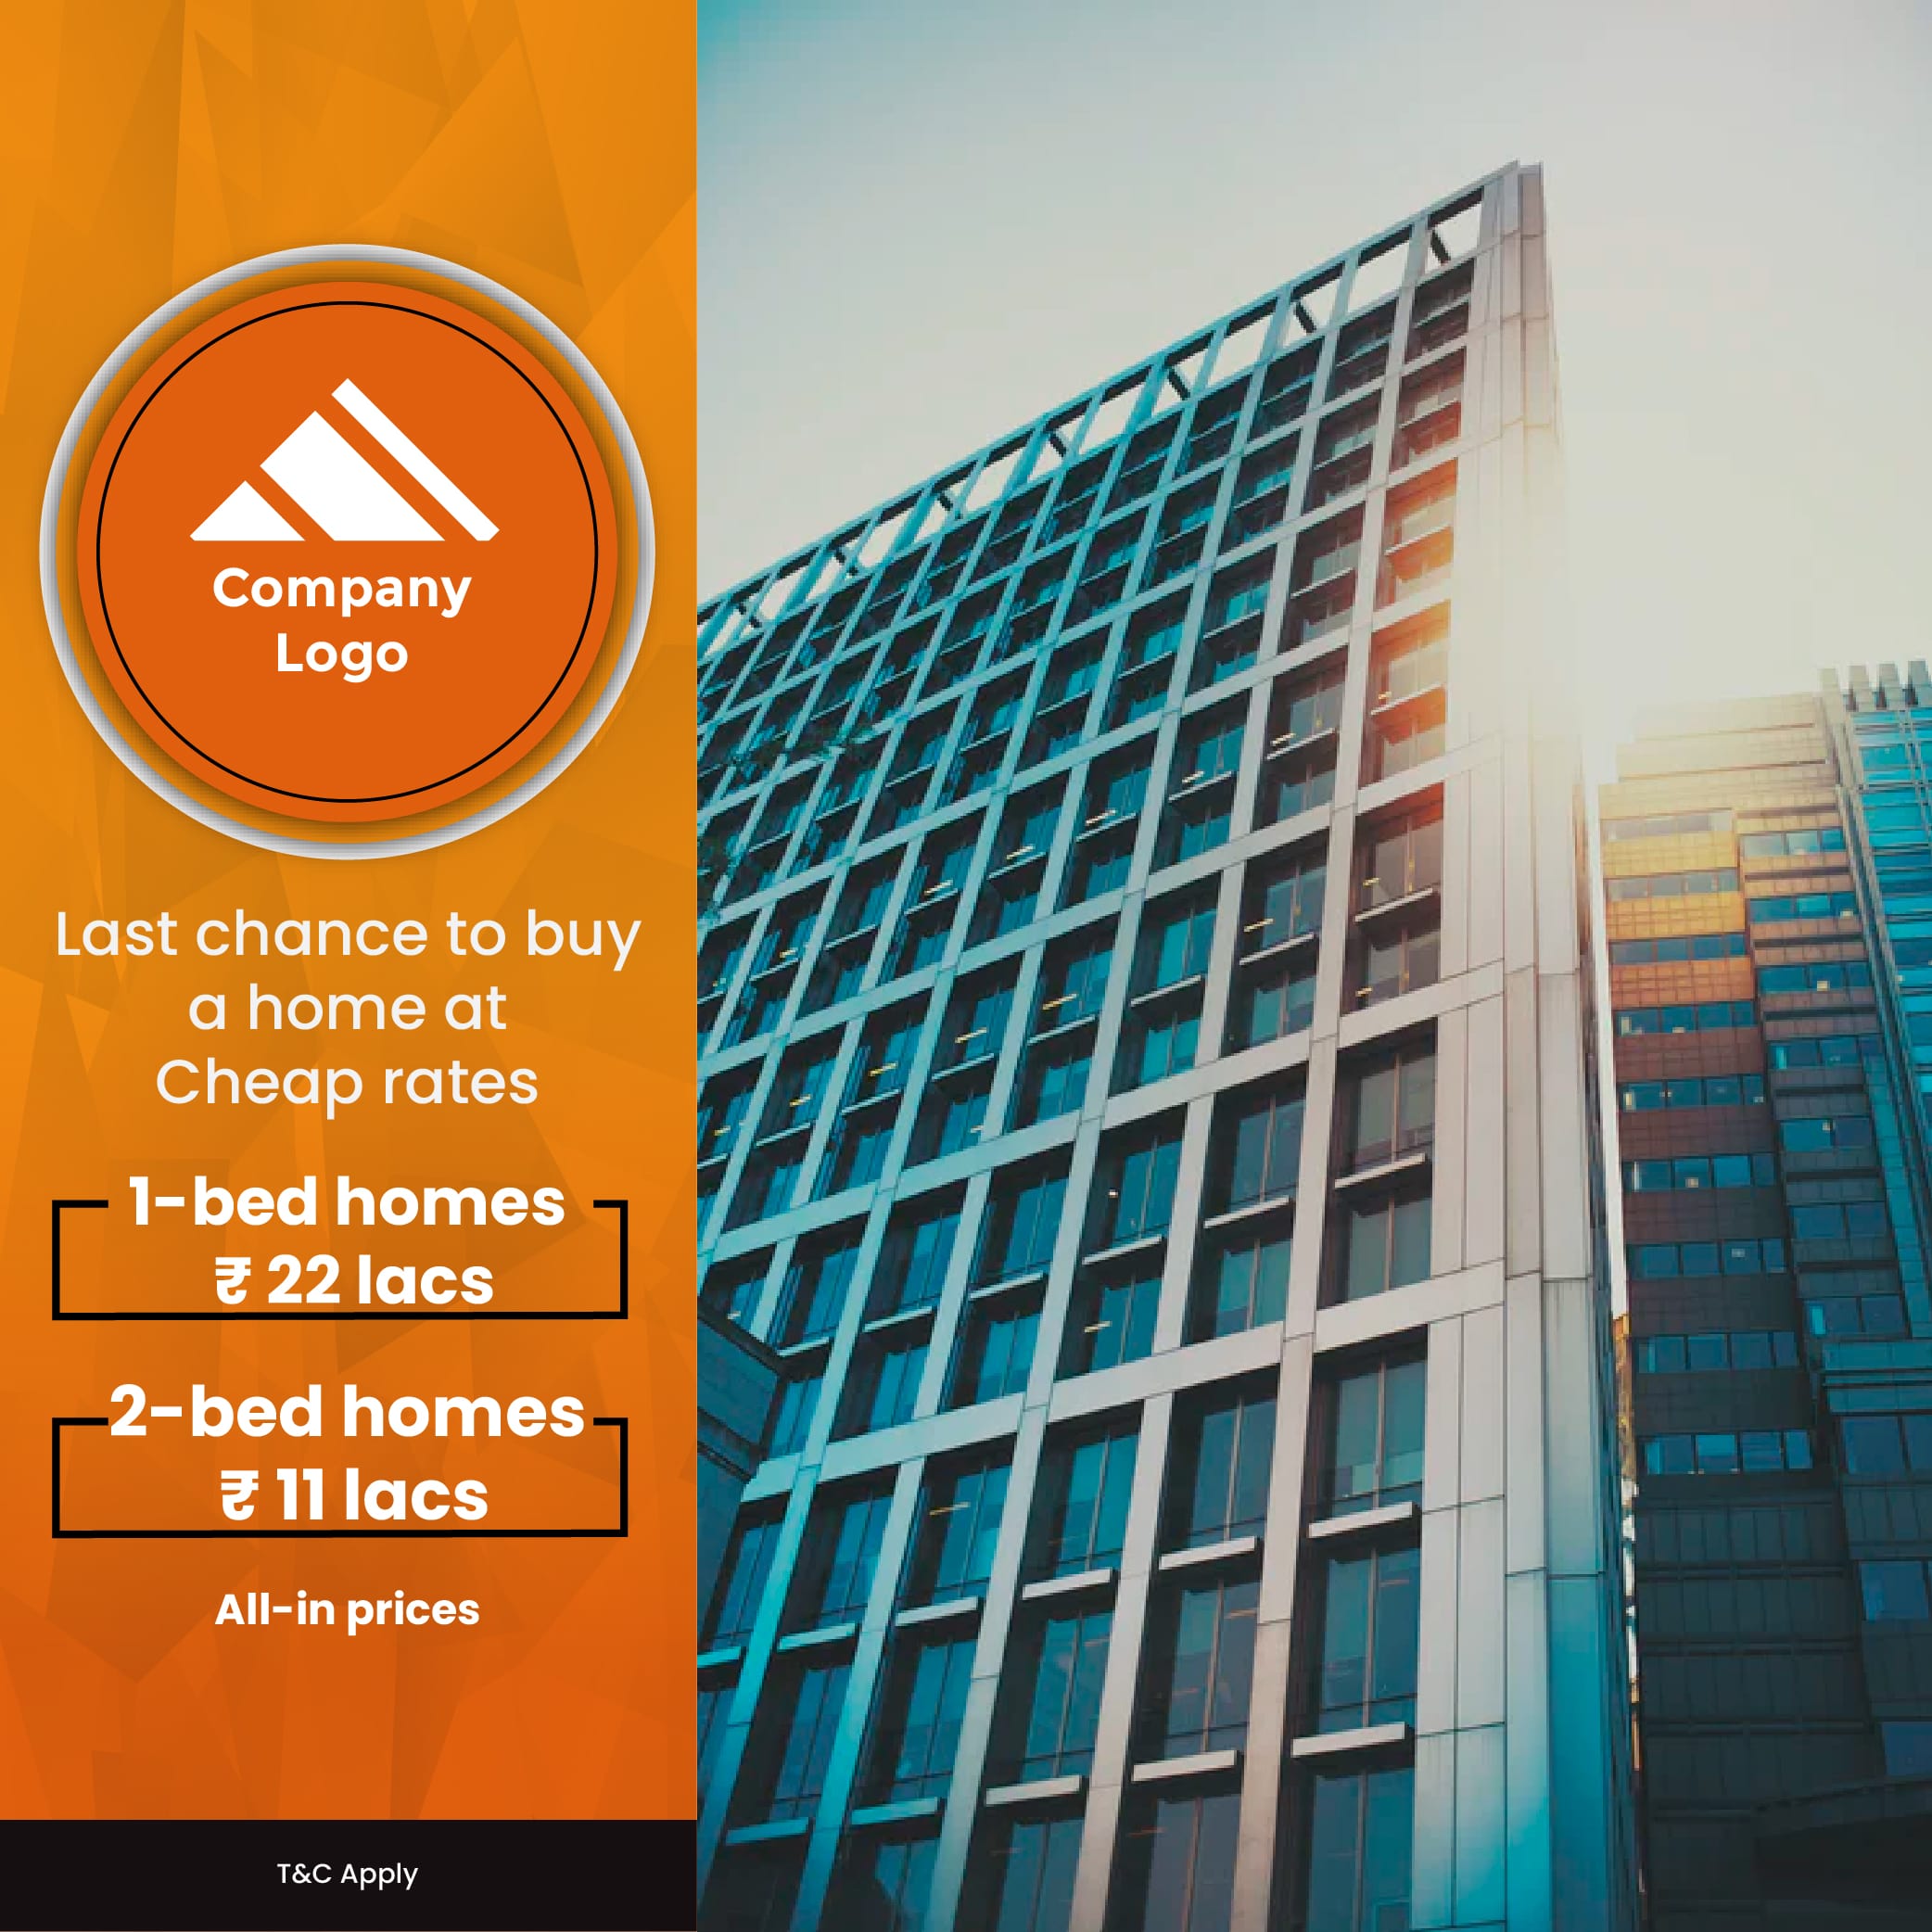 Company
Logo
Last chance to buy
a home at
Cheap rates
1-bed homes
₹ 22 lacs
2-bed homes
₹ 11 lacs
All-in prices
T&C Apply